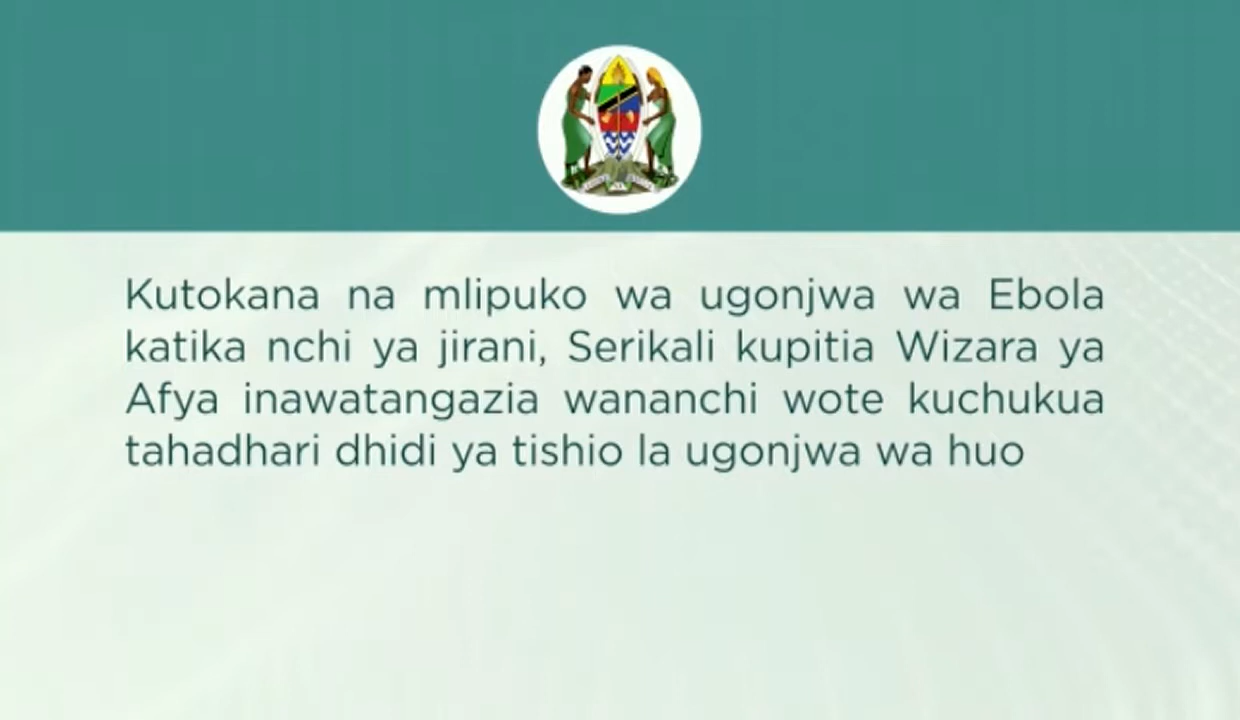 Kutokana na mlipuko wa ugonjwa wa Ebola
katika nchi ya jirani, Serikali kupitia Wizara ya
Afya inawatangazia wananchi wote kuchukua
tahadhari dhidi ya tishio la ugonjwa wa huo